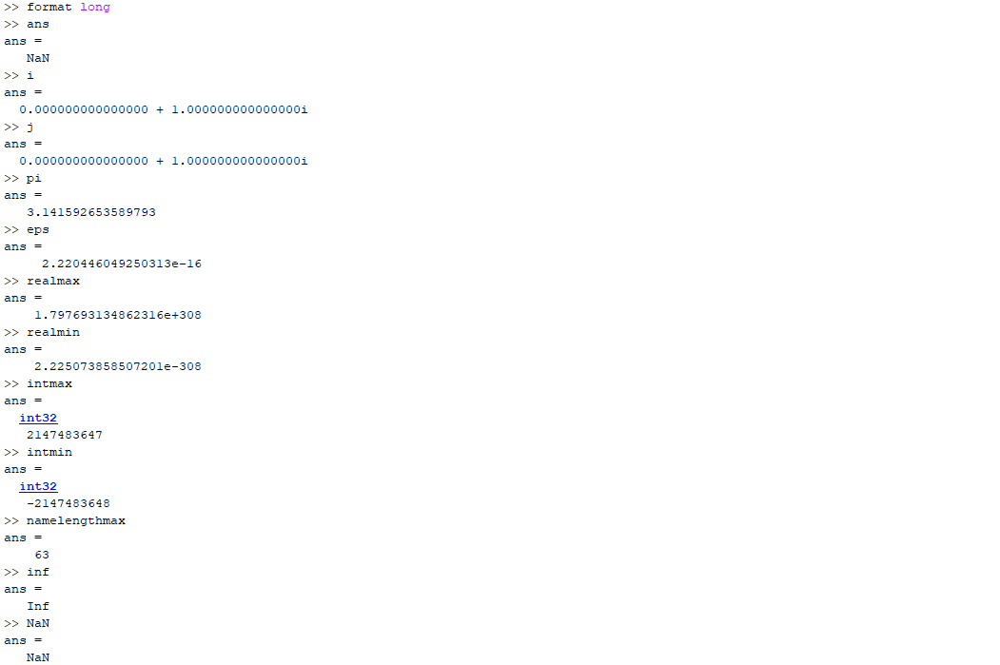 >> format long
>> ans
ans =
   NaN
>> i
ans =
  0.000000000000000 + 1.000000000000000i
>> j
ans =
  0.000000000000000 + 1.000000000000000i
>> pi
ans =
   3.141592653589793
>> eps
ans =
     2.220446049250313e-16
>> realmax
ans =
    1.797693134862316e+308
>> realmin
ans =
    2.225073858507201e-308
>> intmax
ans =
  int32
   2147483647
>> intmin
ans =
  int32
   -2147483648
>> namelengthmax
ans =
    63
>> inf
ans =
   Inf
>> NaN
ans =
   NaN